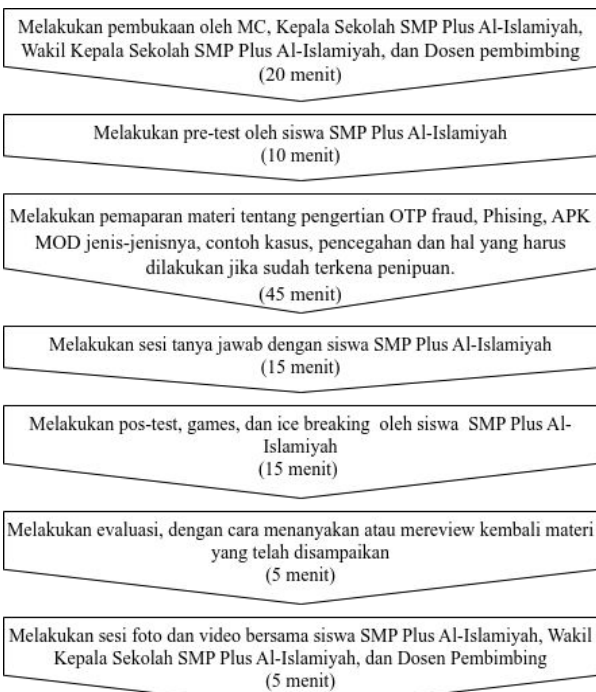 Melakukan pembukaan oleh MC, Kepala Sekolah SMP Plus Al-Islamiyah,
Wakil Kepala Sekolah SMP Plus Al-Islamiyah, dan Dosen pembimbing
(20 menit)
Melakukan pre-test oleh siswa SMP Plus Al-Islamiyah
(10 menit)
Melakukan pemaparan materi tentang pengertian OTP fraud, Phising, APK
MOD jenis-jenisnya, contoh kasus, pencegahan dan hal yang harus
dilakukan jika sudah terkena penipuan.
(45 menit)
Melakukan sesi tanya jawab dengan siswa SMP Plus Al-Islamiyah
(15 menit)
Melakukan pos-test, games, dan ice breaking oleh siswa SMP Plus Al-
Islamiyah
(15 menit)
Melakukan evaluasi, dengan cara menanyakan atau mereview kembali materi
yang telah disampaikan
(5 menit)
Melakukan sesi foto dan video bersama siswa SMP Plus Al-Islamiyah, Wakil
Kepala Sekolah SMP Plus Al-Islamiyah, dan Dosen Pembimbing
(5 menit)